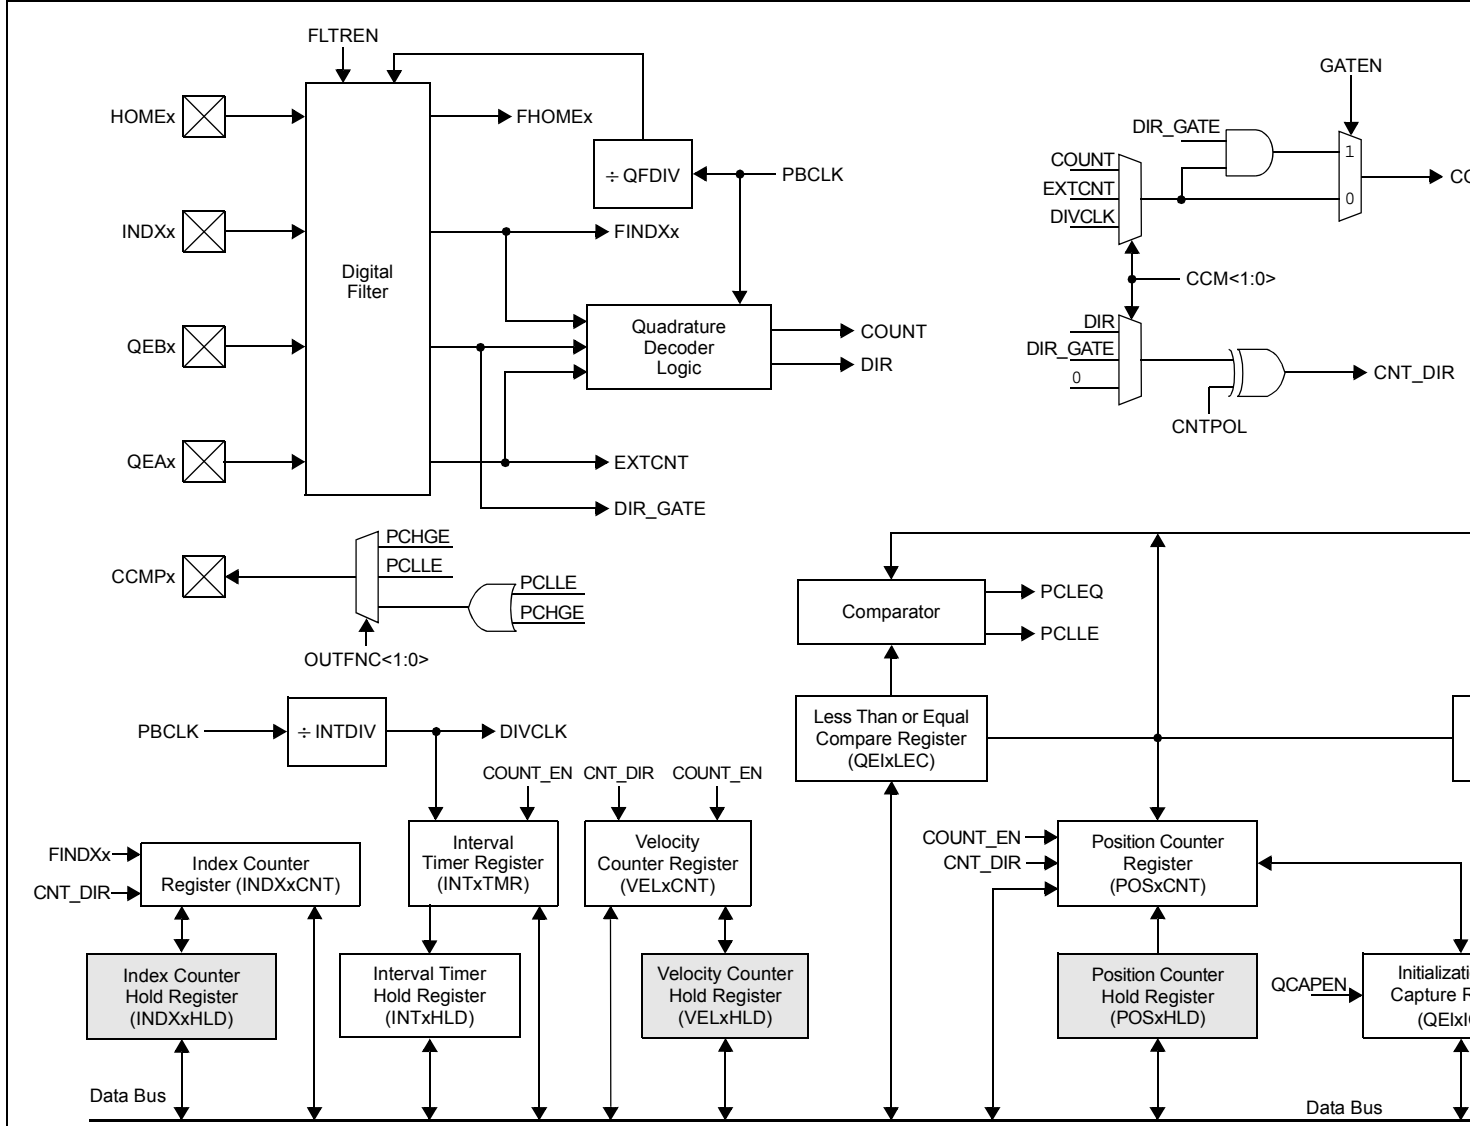 FLTREN
HOMEx
FHOMEx
÷ QFDIV
PBCLK
INDXx
FINDXx
Digital
Filter
QEBx
Quadrature
Decoder
Logic
COUNT
DIR
QEAx
EXTCNT
DIR_GATE
GATEN
DIR_GATE
COUNT
EXTCNT
DIVCLK
1
0
CCM<1:0>
DIR
DIR_GATE
0
CNT_DIR
CNTPOL
CCMPx
PCHGE
PCLLE
PCLLE
PCHGE
OUTFNC<1:0>
Comparator
PCLEQ
PCLLE
PBCLK
÷ INTDIV
DIVCLK
Less Than or Equal
Compare Register
(QEIxLEC)
COUNT_EN
CNT_DIR
COUNT_EN
FINDXx
CNT_DIR
Index Counter
Register (INDXxCNT)
Interval
Timer Register
(INTxTMR)
Velocity
Counter Register
(VELxCNT)
COUNT_EN
CNT_DIR
Position Counter
Register
(POSxCNT)
Index Counter
Hold Register
(INDXxHLD)
Interval Timer
Hold Register
(INTxHLD)
Velocity Counter
Hold Register
(VELxHLD)
Position Counter
Hold Register
(POSxHLD)
QCAPEN
Capture
Data Bus
Data Bus